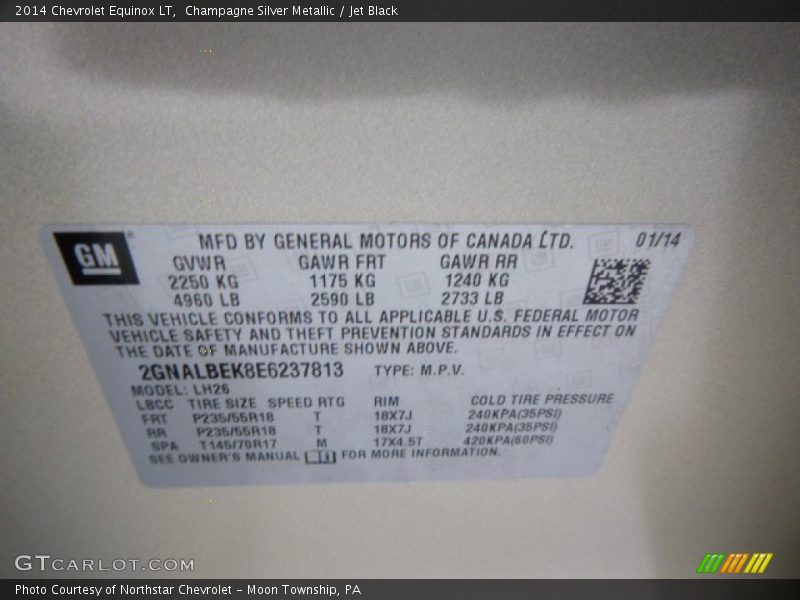 2014 Chevrolet Equinox LT,  Champagne Silver Metallic / Jet Black
GM
MFD BY GENERAL MOTORS OF CANADA LTD. 01/14
GVWR GAWR FRT GAWR RR
2250 KG 1175 KG 1240 KG
4960 LB 2590 LB 2733 LB
THIS VEHICLE CONFORMS TO ALL APPLICABLE U.S. FEDERAL MOTOR
VEHICLE SAFETY AND THEFT PREVENTION STANDARDS IN EFFECT ON
THE DATE OF MANUFACTURE SHOWN ABOVE.
2GNALBEK8E6237813 TYPE: M.P.V.
MODEL: LH26
LBCC TIRE SIZE SPEED RTG RIM COLD TIRE PRESSURE
FRT P235/55R18 T 18X7J 240KPA(35PSI)
RR P235/55R18 T 18X7J 240KPA(35PSI)
SPA T145/70R17 M 17X4.5T 420KPA(60PSI)
SEE OWNER'S MANUAL FOR MORE INFORMATION.
GTCARLOT.COM
Photo Courtesy of Northstar Chevrolet - Moon Township, PA